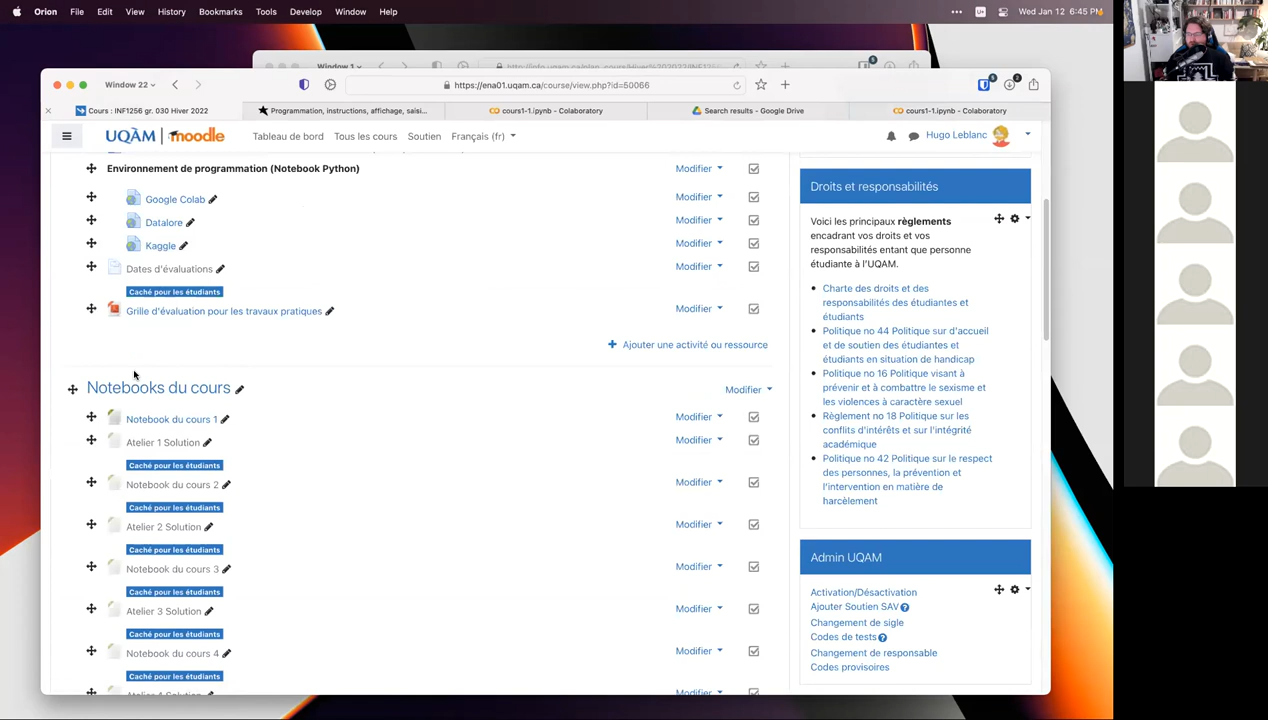 Orion File Edit View History Bookmarks Tools Develop Window Help
Wed Jan 12 6:45 PM
Window 1
Window 22
https://ena01.uqam.ca/course/view.php?id=50066
Cours : INF1256 gr. 030 Hiver 2022
Programmation, instructions, affichage, saisi...
cours1-1.ipynb - Colaboratory
Search results - Google Drive
cours1-1.ipynb - Colaboratory
UQÀM moodle
Tableau de bord
Tous les cours
Soutien
Français (fr)
Hugo Leblanc
Environnement de programmation (Notebook Python)
Modifier
Google Colab
Modifier
Datalore
Modifier
Kaggle
Modifier
Dates d'évaluations
Modifier
Caché pour les étudiants
Grille d'évaluation pour les travaux pratiques
Modifier
Ajouter une activité ou ressource
Notebooks du cours
Modifier
Notebook du cours 1
Modifier
Atelier 1 Solution
Modifier
Caché pour les étudiants
Notebook du cours 2
Modifier
Caché pour les étudiants
Atelier 2 Solution
Modifier
Caché pour les étudiants
Notebook du cours 3
Modifier
Caché pour les étudiants
Atelier 3 Solution
Modifier
Caché pour les étudiants
Notebook du cours 4
Modifier
Caché pour les étudiants
Atelier 4 Solution
Modifier
Droits et responsabilités
Voici les principaux règlements
encadrant vos droits et vos
responsabilités entant que personne
étudiante à l'UQAM.
Charte des droits et des
responsabilités des étudiantes et
étudiants
Politique no 44 Politique sur d'accueil
et de soutien des étudiantes et
étudiants en situation de handicap
Politique no 16 Politique visant à
prévenir et à combattre le sexisme et
les violences à caractère sexuel
Règlement no 18 Politique sur les
conflits d'intérêts et sur l'intégrité
académique
Politique no 42 Politique sur le respect
des personnes, la prévention et
l'intervention en matière de
harcèlement
Admin UQAM
Activation/Désactivation
Ajouter Soutien SAV
Changement de sigle
Codes de tests
Changement de responsable
Codes provisoires